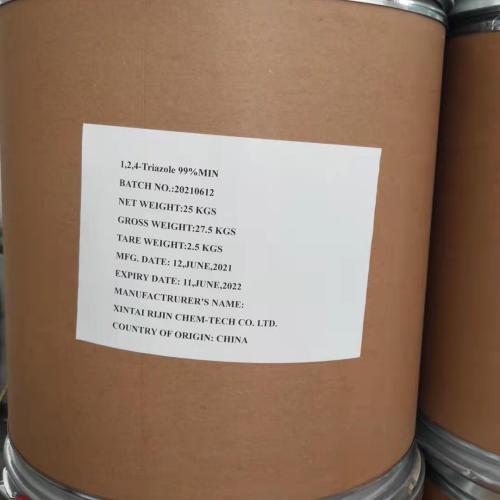 1,2,4-Triazole 99%MIN
BATCH NO.:20210612
NET WEIGHT:25 KGS
GROSS WEIGHT:27.5 KGS
TARE WEIGHT:2.5 KGS
MFG. DATE: 12,JUNE,2021
EXPIRY DATE: 11,JUNE,2022
MANUFACTRURER'S NAME:
XINTAI RIJIN CHEM-TECH CO. LTD.
COUNTRY OF ORIGIN: CHINA